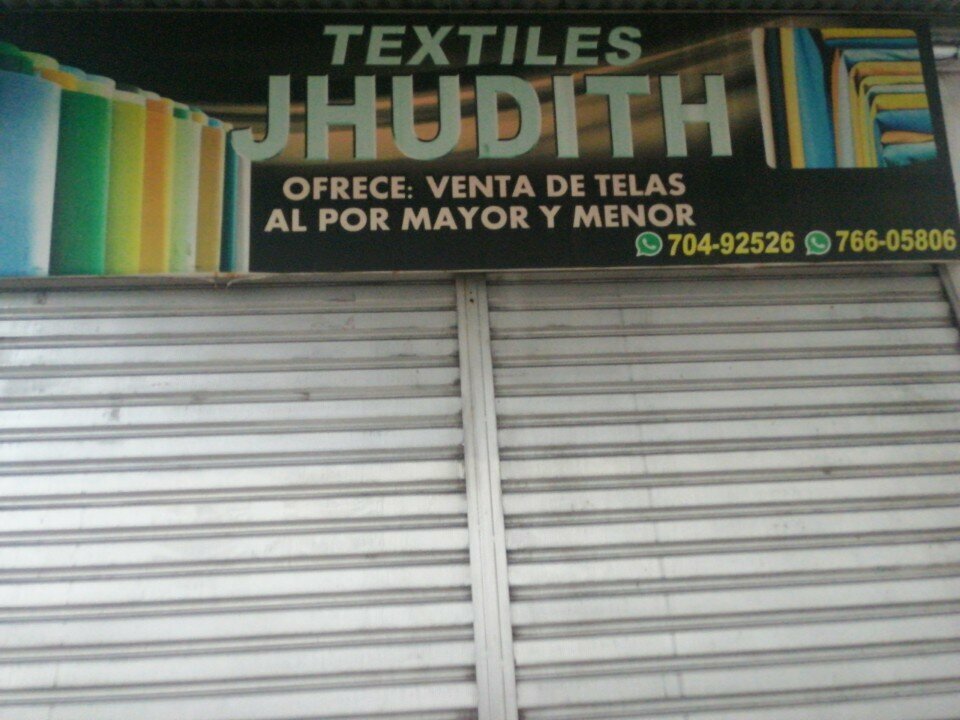 TEXTILES
JHUDITH
OFRECE: VENTA DE TELAS
AL POR MAYOR Y MENOR
704-92526 766-05806